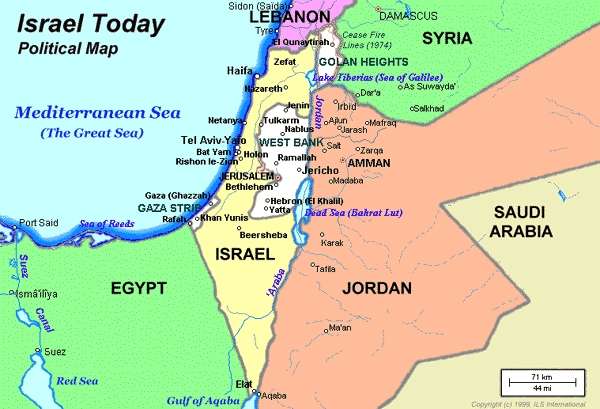 Israel Today
Political Map
Sidon (Saïda)
LEBANON
Tyre
DAMASCUS
El Qunaytirah
Cease Fire
Lines (1974)
SYRIA
Zefat
GOLAN HEIGHTS
Haifa
Lake Tiberias (Sea of Galilee)
As Suwayda'
Nazareth
Dar'a
Jordan
Irbid
Salkhad
Jenin
Mediterranean Sea
(The Great Sea)
Netanya
Tulkarm
Ajlun
Mafraq
Nablus
Jarash
Tel Aviv-Yafo
WEST BANK
Salt
Zarqa
Bat Yam
Holon
Rishon le-Zion
Ramallah
AMMAN
Jericho
JERUSALEM
Madaba
Bethlehem
Gaza (Ghazzah)
Hebron (El Khalil)
GAZA STRIP
Yatta
Dead Sea (Bahrat Lut)
SAUDI
ARABIA
Khan Yunis
Rafah
Port Said
Sea of Reeds
Beersheba
Karak
ISRAEL
Suez
Canal
Tafila
'Araba
EGYPT
JORDAN
Ismâ'ilîya
Ma'an
Suez
Red Sea
Elat
Aqaba
Gulf of Aqaba
71 km
44 mi
Copyright (c) 1999, ILS International